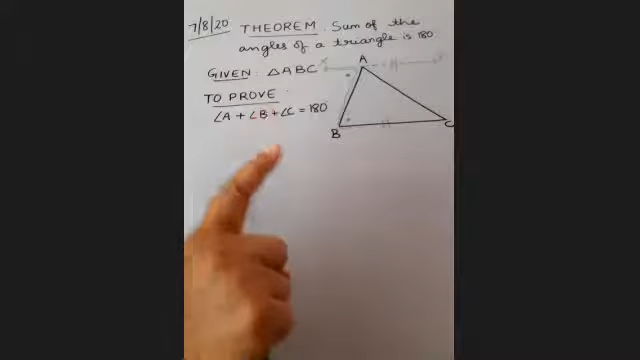 7/8/20 THEOREM. Sum of the
angles of a triangle is 180
GIVEN: △ABC
TO PROVE
∠A + ∠B + ∠C = 180
A
B
C